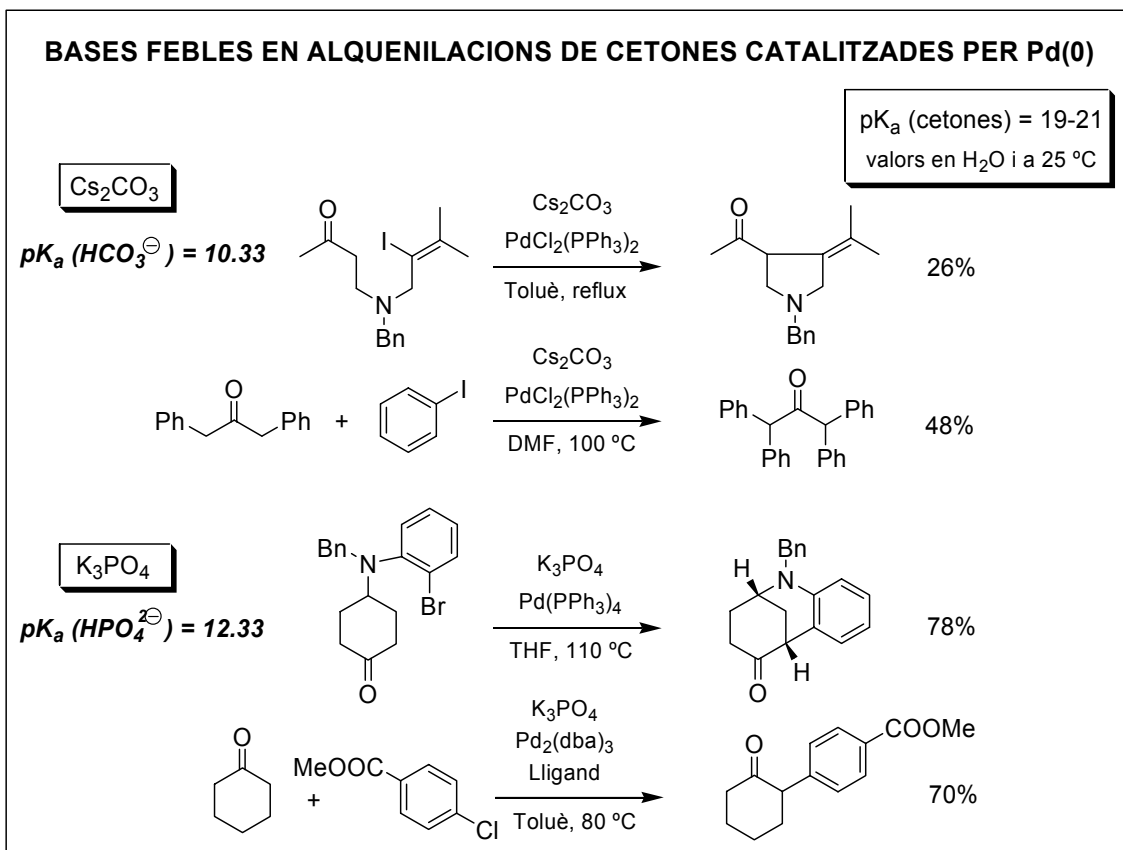 BASES FEBLES EN ALQUENILACIONS DE CETONES CATALITZADES PER Pd(0)
pKₐ (cetones) = 19-21
valors en H₂O i a 25 ºC
Cs₂CO₃
pKₐ (HCO₃⊖) = 10.33
O
I
N
Bn
Cs₂CO₃
PdCl₂(PPh₃)₂
Toluè, reflux
O
N
Bn
26%
O
Ph
Ph
+
I
Cs₂CO₃
PdCl₂(PPh₃)₂
DMF, 100 ºC
O
Ph
Ph
Ph
Ph
48%
K₃PO₄
pKₐ (HPO₄²⊖) = 12.33
Bn
N
Br
O
K₃PO₄
Pd(PPh₃)₄
THF, 110 ºC
Bn
H
N
H
O
78%
O
+
MeOOC
Cl
K₃PO₄
Pd₂(dba)₃
Lligand
Toluè, 80 ºC
O
COOMe
70%